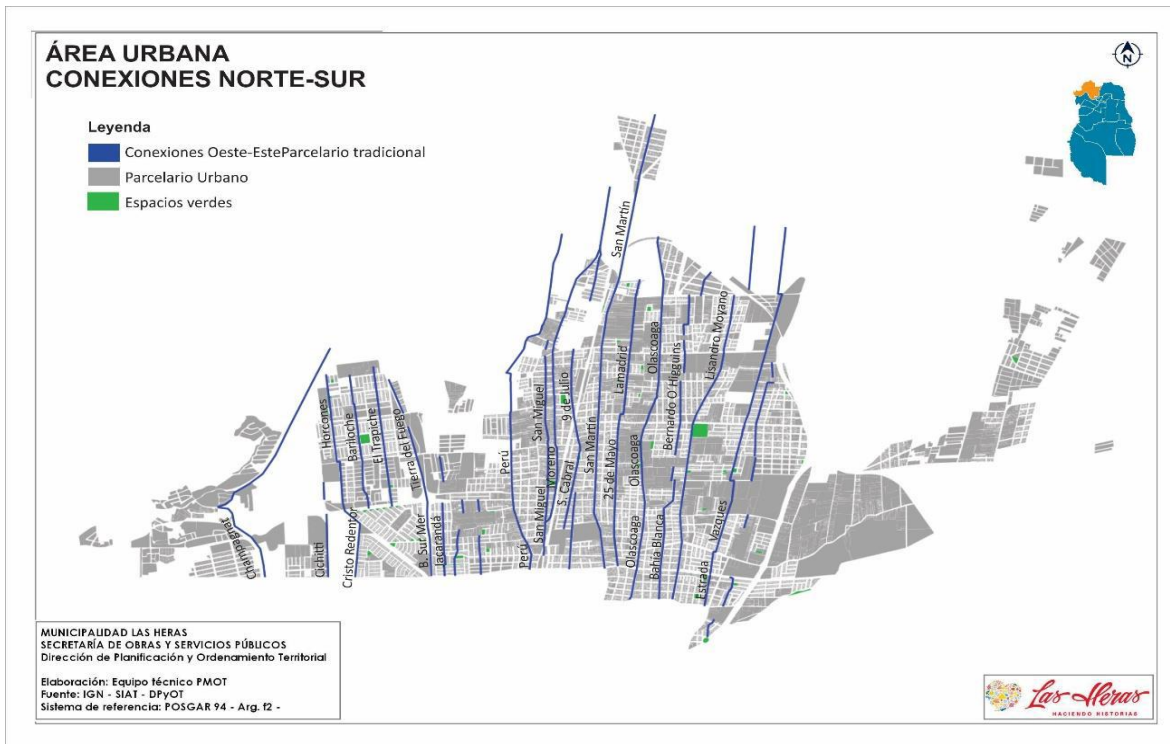 ÁREA URBANA
CONEXIONES NORTE-SUR
N
Leyenda
Conexiones Oeste-EsteParcelario tradicional
Parcelario Urbano
Espacios verdes
San Martín
Horcones
Bariloche
El Trapiche
Tierra del Fuego
Perú
San Miguel
9 de Julio
Lamadrid
Olascoaga
Bernardo O´Higguins
Lisandro Moyano
Moreno
S. Cabral
San Martín
25 de Mayo
Olascoaga
San Miguel
Perú
Champagnat
Cichitti
Cristo Redentor
B. Sur Mer
Jacarandá
Olascoaga
Bahía Blanca
Estrada
Vazques
MUNICIPALIDAD LAS HERAS
SECRETARÍA DE OBRAS Y SERVICIOS PÚBLICOS
Dirección de Planificación y Ordenamiento Territorial
Elaboración: Equipo técnico PMOT
Fuente: IGN - SIAT - DPyOT
Sistema de referencia: POSGAR 94 - Arg. f2 -
Las Heras
HACIENDO HISTORIAS